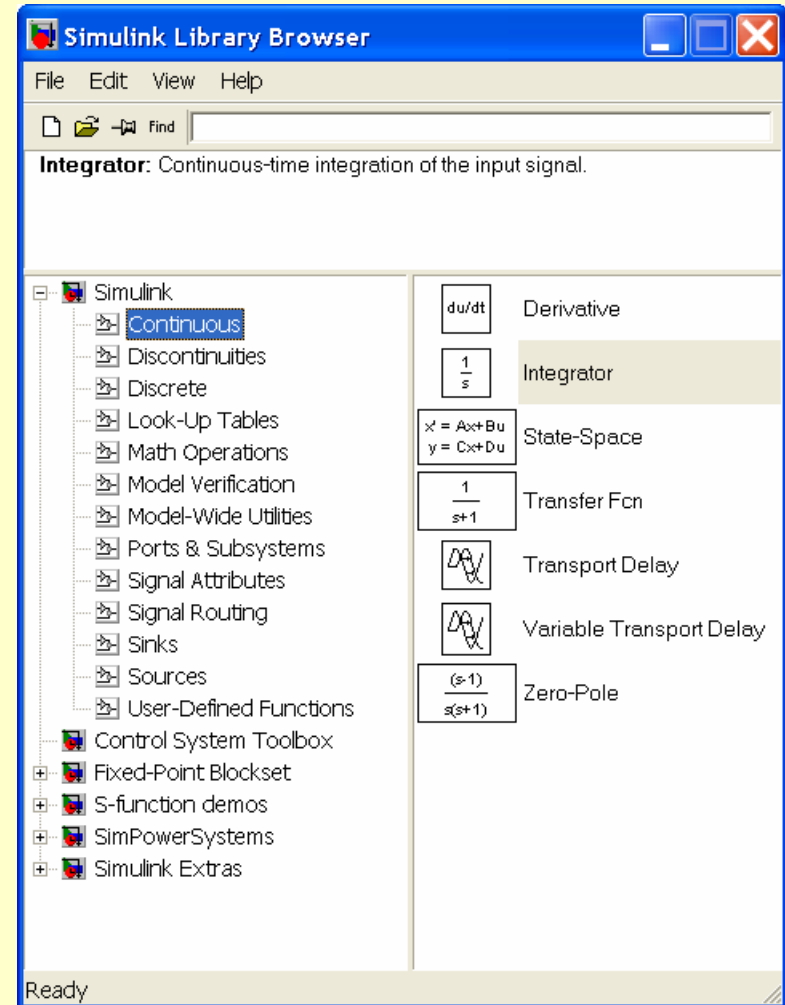 Simulink Library Browser
File Edit View Help
Find
Integrator: Continuous-time integration of the input signal.
Simulink
Continuous
Discontinuities
Discrete
Look-Up Tables
Math Operations
Model Verification
Model-Wide Utilities
Ports & Subsystems
Signal Attributes
Signal Routing
Sinks
Sources
User-Defined Functions
Control System Toolbox
Fixed-Point Blockset
S-function demos
SimPowerSystems
Simulink Extras
du/dt Derivative
1
s
Integrator
x' = Ax+Bu
y = Cx+Du
State-Space
1
s+1
Transfer Fcn
Transport Delay
Variable Transport Delay
(s-1)
s(s+1)
Zero-Pole
Ready